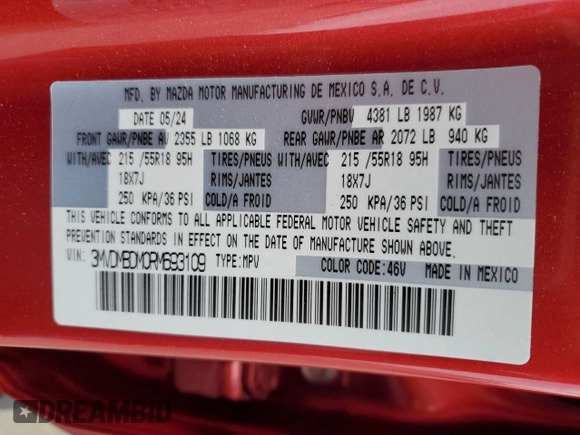 MFD. BY MAZDA MOTOR MANUFACTURING DE MEXICO S.A. DE C.V.
DATE 05/24 GVWR/PNBV 4381 LB 1987 KG
FRONT GAWR/PNBE AV 2355 LB 1068 KG REAR GAWR/PNBE AR 2072 LB 940 KG
WITH/AVEC 215 /55R18 95H TIRES/PNEUS WITH/AVEC 215 /55R18 95H TIRES/PNEUS
18X7J RIMS/JANTES 18X7J RIMS/JANTES
250 KPA/36 PSI COLD/A FROID 250 KPA/36 PSI COLD/A FROID
THIS VEHICLE CONFORMS TO ALL APPLICABLE FEDERAL MOTOR VEHICLE SAFETY AND THEFT
PREVENTION STANDARDS IN EFFECT ON THE DATE OF MANUFACTURE SHOWN ABOVE.
VIN: 3MVDMBDM0RM693109 TYPE: MPV COLOR CODE: 46V MADE IN MEXICO
DREAMBID